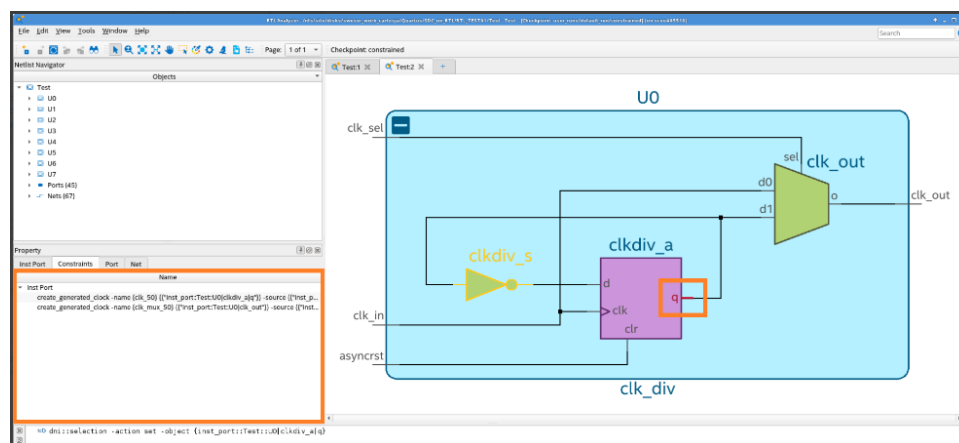 File Edit View Tools Window Help
Search
Page: 1 of 1
Checkpoint: constrained
Netlist Navigator
Objects
Test
U0
U1
U2
U3
U4
U5
U6
U7
Ports (45)
Nets (67)
Property
Inst Port Constraints Port Net
Name
Inst Port
create_generated_clock -name {clk_50} {{"inst_port:Test:U0|clkdiv_a|q"}} -source {{"inst_p...
create_generated_clock -name {clk_mux_50} {{"inst_port:Test:U0|clk_out"}} -source {{"inst...
Test:1
Test:2
+
U0
clk_sel
sel
clk_out
d0
d1
o
clk_out
clkdiv_s
clkdiv_a
d
q
clk_in
clk
clr
asyncrst
clk_div
dni::selection -action set -object {inst_port::Test::U0|clkdiv_a|q}